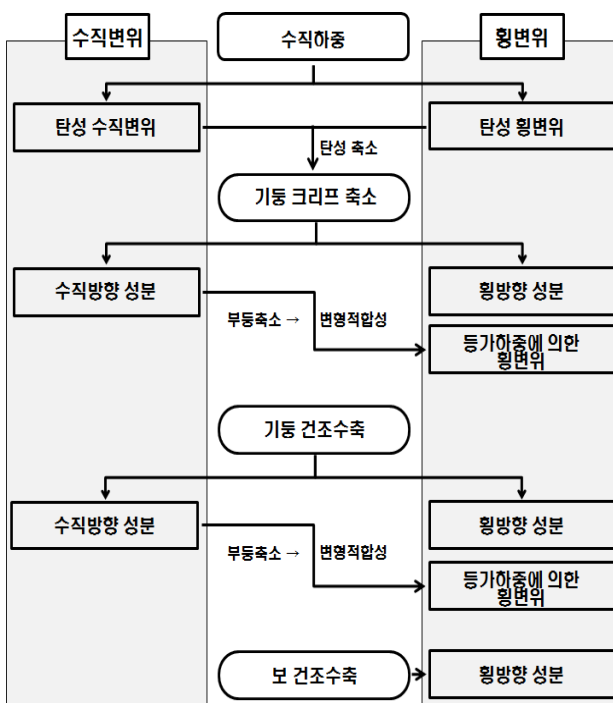 수직변위
수직하중
횡변위
탄성 수직변위
탄성 횡변위
탄성 축소
기둥 크리프 축소
수직방향 성분
횡방향 성분
부등축소 → 변형적합성
등가하중에 의한
횡변위
기둥 건조수축
수직방향 성분
횡방향 성분
부등축소 → 변형적합성
등가하중에 의한
횡변위
보 건조수축
횡방향 성분